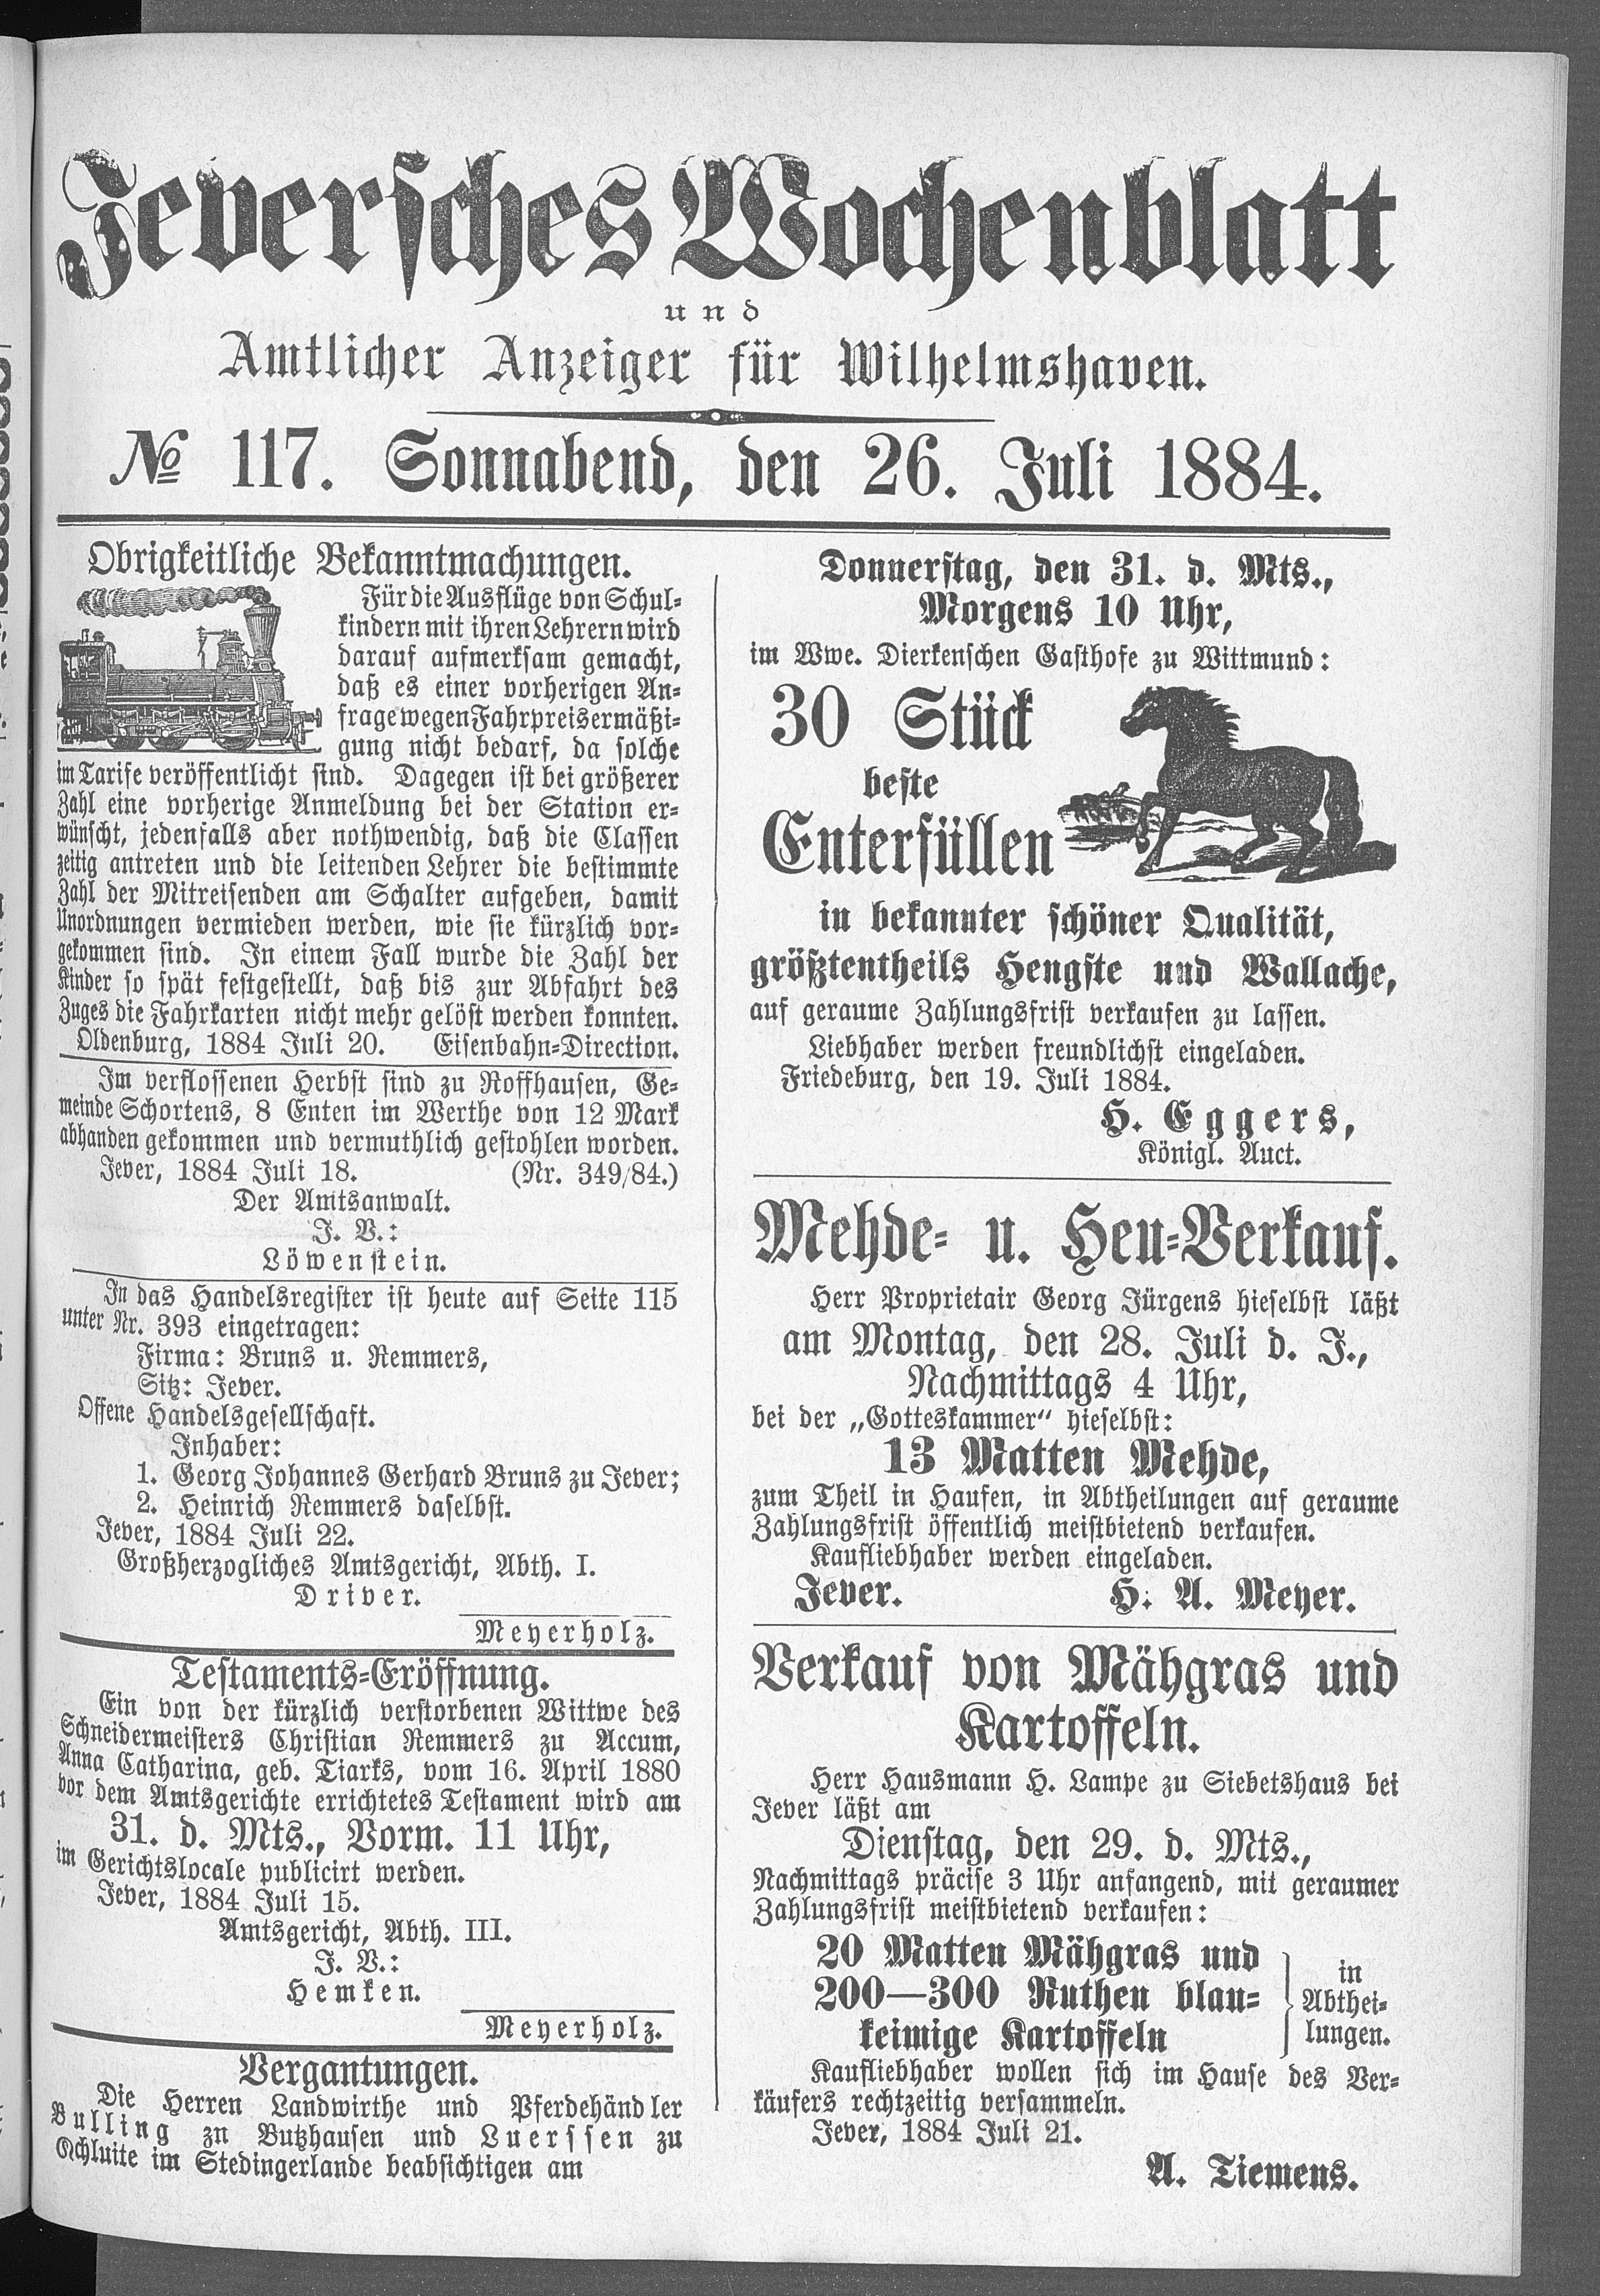 Jeversches Wochenblatt
und
Amtlicher Anzeiger für Wilhelmshaven.
№ 117. Sonnabend, den 26. Juli 1884.
Obrigkeitliche Bekanntmachungen.
Für die Ausflüge von Schul-
kindern mit ihren Lehrern wird
darauf aufmerksam gemacht,
daß es einer vorherigen An-
frage wegen Fahrpreisermäßi-
gung nicht bedarf, da solche
im Tarife veröffentlicht sind. Dagegen ist bei größerer
Zahl eine vorherige Anmeldung bei der Station er-
wünscht, jedenfalls aber nothwendig, daß die Classen
zeitig antreten und die leitenden Lehrer die bestimmte
Zahl der Mitreisenden am Schalter aufgeben, damit
Unordnungen vermieden werden, wie sie kürzlich vor-
gekommen sind. In einem Fall wurde die Zahl der
Kinder so spät festgestellt, daß bis zur Abfahrt des
Zuges die Fahrkarten nicht mehr gelöst werden konnten.
Oldenburg, 1884 Juli 20. Eisenbahn-Direction.
Im verflossenen Herbst sind zu Roffhausen, Ge-
meinde Schortens, 8 Enten im Werthe von 12 Mark
abhanden gekommen und vermuthlich gestohlen worden.
Jever, 1884 Juli 18. (Nr. 349/84.)
Der Amtsanwalt.
J. V.:
Löwenstein.
In das Handelsregister ist heute auf Seite 115
unter Nr. 393 eingetragen:
Firma: Bruns u. Remmers,
Sitz: Jever.
Offene Handelsgesellschaft.
Inhaber:
1. Georg Johannes Gerhard Bruns zu Jever;
2. Heinrich Remmers daselbst.
Jever, 1884 Juli 22.
Großherzogliches Amtsgericht, Abth. I.
Driver.
Meyerholz.
Testaments-Eröffnung.
Ein von der kürzlich verstorbenen Wittwe des
Schneidermeisters Christian Remmers zu Accum,
Anna Catharina, geb. Tiarks, vom 16. April 1880
vor dem Amtsgerichte errichtetes Testament wird am
31. d. Mts., Vorm. 11 Uhr,
im Gerichtslocale publicirt werden.
Jever, 1884 Juli 15.
Amtsgericht, Abth. III.
J. V.:
Hemken.
Meyerholz.
Vergantungen.
Die Herren Landwirthe und Pferdehändler
Bulling zu Butzhausen und Luerssen zu
Ochluite im Stedingerlande beabsichtigen am
Donnerstag, den 31. d. Mts.,
Morgens 10 Uhr,
im Wwe. Dierkenschen Gasthofe zu Wittmund:
30 Stück
beste
Enterfüllen
in bekannter schöner Qualität,
größtentheils Hengste und Wallache,
auf geraume Zahlungsfrist verkaufen zu lassen.
Liebhaber werden freundlichst eingeladen.
Friedeburg, den 19. Juli 1884.
H. Eggers,
Königl. Auct.
Mehde- u. Heu-Verkauf.
Herr Proprietair Georg Jürgens hieselbst läßt
am Montag, den 28. Juli d. J.,
Nachmittags 4 Uhr,
bei der „Gotteskammer“ hieselbst:
13 Matten Mehde,
zum Theil in Haufen, in Abtheilungen auf geraume
Zahlungsfrist öffentlich meistbietend verkaufen.
Kaufliebhaber werden eingeladen.
Jever. H. A. Meyer.
Verkauf von Mähgras und
Kartoffeln.
Herr Hausmann H. Lampe zu Siebetshaus bei
Jever läßt am
Dienstag, den 29. d. Mts.,
Nachmittags präcise 3 Uhr anfangend, mit geraumer
Zahlungsfrist meistbietend verkaufen:
20 Matten Mähgras und
200—300 Ruthen blau-
keimige Kartoffeln
in
Abthei-
lungen.
Kaufliebhaber wollen sich im Hause des Ver-
käufers rechtzeitig versammeln.
Jever, 1884 Juli 21.
A. Tiemens.